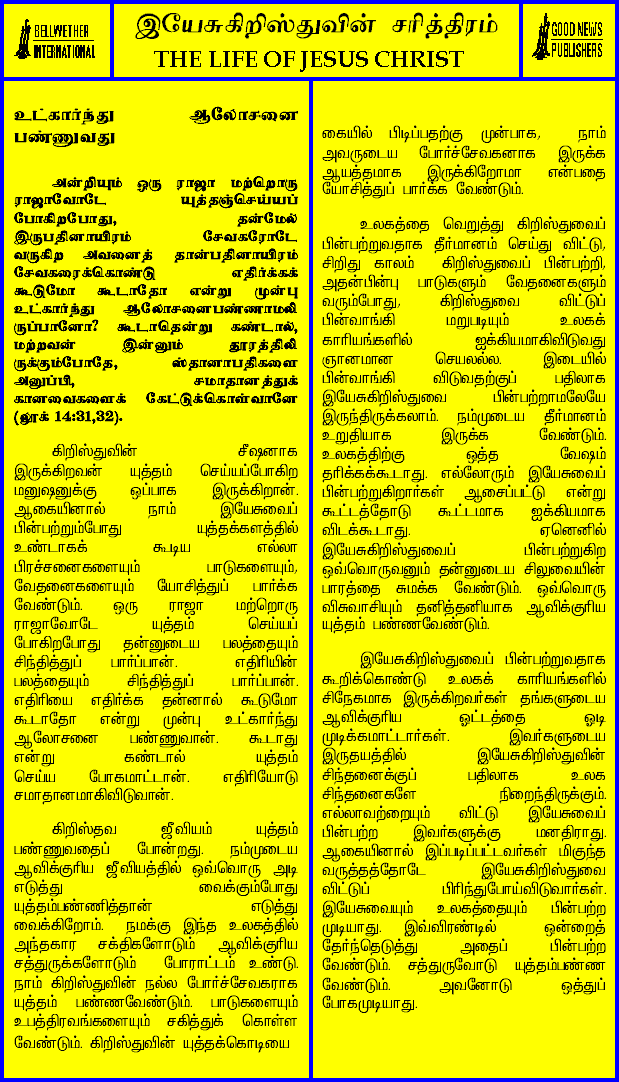 BELLWETHER
INTERNATIONAL
இயேசுகிறிஸ்துவின் சரித்திரம்
THE LIFE OF JESUS CHRIST
GOOD NEWS
PUBLISHERS
உட்கார்ந்து ஆலோசனை
பண்ணுவது
அன்றியும் ஒரு ராஜா மற்றொரு
ராஜாவோடே யுத்தஞ்செய்யப்
போகிறபோது, தன்மேல்
இருபதினாயிரம் சேவகரோடே
வருகிற அவனைத் தான்பதினாயிரம்
சேவகரைக்கொண்டு எதிர்க்கக்
கூடுமோ கூடாதோ என்று முன்பு
உட்கார்ந்து ஆலோசனைபண்ணாமலி
ருப்பானோ? கூடாதென்று கண்டால்,
மற்றவன் இன்னும் தூரத்திலி
ருக்கும்போதே, ஸ்தானாபதிகளை
அனுப்பி, சமாதானத்துக்
கானவைகளைக் கேட்டுக்கொள்வானே
(லூக் 14:31,32).
கிறிஸ்துவின் சீஷனாக
இருக்கிறவன் யுத்தம் செய்யப்போகிற
மனுஷனுக்கு ஒப்பாக இருக்கிறான்.
ஆகையினால் நாம் இயேசுவைப்
பின்பற்றும்போது யுத்தக்களத்தில்
உண்டாகக் கூடிய எல்லா
பிரச்சனைகளையும் பாடுகளையும்,
வேதனைகளையும் யோசித்துப் பார்க்க
வேண்டும். ஒரு ராஜா மற்றொரு
ராஜாவோடே யுத்தம் செய்யப்
போகிறபோது தன்னுடைய பலத்தையும்
சிந்தித்துப் பார்ப்பான். எதிரியின்
பலத்தையும் சிந்தித்துப் பார்ப்பான்.
எதிரியை எதிர்க்க தன்னால் கூடுமோ
கூடாதோ என்று முன்பு உட்கார்ந்து
ஆலோசனை பண்ணுவான். கூடாது
என்று கண்டால் யுத்தம்
செய்ய போகமாட்டான். எதிரியோடு
சமாதானமாகிவிடுவான்.
கிறிஸ்தவ ஜீவியம் யுத்தம்
பண்ணுவதைப் போன்றது. நம்முடைய
ஆவிக்குரிய ஜீவியத்தில் ஒவ்வொரு அடி
எடுத்து வைக்கும்போது
யுத்தம்பண்ணித்தான் எடுத்து
வைக்கிறோம். நமக்கு இந்த உலகத்தில்
அந்தகார சக்திகளோடும் ஆவிக்குரிய
சத்துருக்களோடும் போராட்டம் உண்டு.
நாம் கிறிஸ்துவின் நல்ல போர்ச்சேவகராக
யுத்தம் பண்ணவேண்டும். பாடுகளையும்
உபத்திரவங்களையும் சகித்துக் கொள்ள
வேண்டும். கிறிஸ்துவின் யுத்தக்கொடியை
கையில் பிடிப்பதற்கு முன்பாக, நாம்
அவருடைய போர்ச்சேவகனாக இருக்க
ஆயத்தமாக இருக்கிறோமா என்பதை
யோசித்துப் பார்க்க வேண்டும்.
உலகத்தை வெறுத்து கிறிஸ்துவைப்
பின்பற்றுவதாக தீர்மானம் செய்து விட்டு,
சிறிது காலம் கிறிஸ்துவைப் பின்பற்றி,
அதன்பின்பு பாடுகளும் வேதனைகளும்
வரும்போது, கிறிஸ்துவை விட்டுப்
பின்வாங்கி மறுபடியும் உலகக்
காரியங்களில் ஐக்கியமாகிவிடுவது
ஞானமான செயலல்ல. இடையில்
பின்வாங்கி விடுவதற்குப் பதிலாக
இயேசுகிறிஸ்துவை பின்பற்றாமலேயே
இருந்திருக்கலாம். நம்முடைய தீர்மானம்
உறுதியாக இருக்க வேண்டும்.
உலகத்திற்கு ஒத்த வேஷம்
தரிக்கக்கூடாது. எல்லோரும் இயேசுவைப்
பின்பற்றுகிறார்கள் ஆசைப்பட்டு என்று
கூட்டத்தோடு கூட்டமாக ஐக்கியமாக
விடக்கூடாது. ஏனெனில்
இயேசுகிறிஸ்துவைப் பின்பற்றுகிற
ஒவ்வொருவனும் தன்னுடைய சிலுவையின்
பாரத்தை சுமக்க வேண்டும். ஒவ்வொரு
விசுவாசியும் தனித்தனியாக ஆவிக்குரிய
யுத்தம் பண்ணவேண்டும்.
இயேசுகிறிஸ்துவைப் பின்பற்றுவதாக
கூறிக்கொண்டு உலகக் காரியங்களில்
சிநேகமாக இருக்கிறவர்கள் தங்களுடைய
ஆவிக்குரிய ஓட்டத்தை ஓடி
முடிக்கமாட்டார்கள். இவர்களுடைய
இருதயத்தில் இயேசுகிறிஸ்துவின்
சிந்தனைக்குப் பதிலாக உலக
சிந்தனைகளே நிறைந்திருக்கும்.
எல்லாவற்றையும் விட்டு இயேசுவைப்
பின்பற்ற இவர்களுக்கு மனதிராது.
ஆகையினால் இப்படிப்பட்டவர்கள் மிகுந்த
வருத்தத்தோடே இயேசுகிறிஸ்துவை
விட்டுப் பிரிந்துபோய்விடுவார்கள்.
இயேசுவையும் உலகத்தையும் பின்பற்ற
முடியாது. இவ்விரண்டில் ஒன்றைத்
தேர்ந்தெடுத்து அதைப் பின்பற்ற
வேண்டும். சத்துருவோடு யுத்தம்பண்ண
வேண்டும். அவனோடு ஒத்துப்
போகமுடியாது.